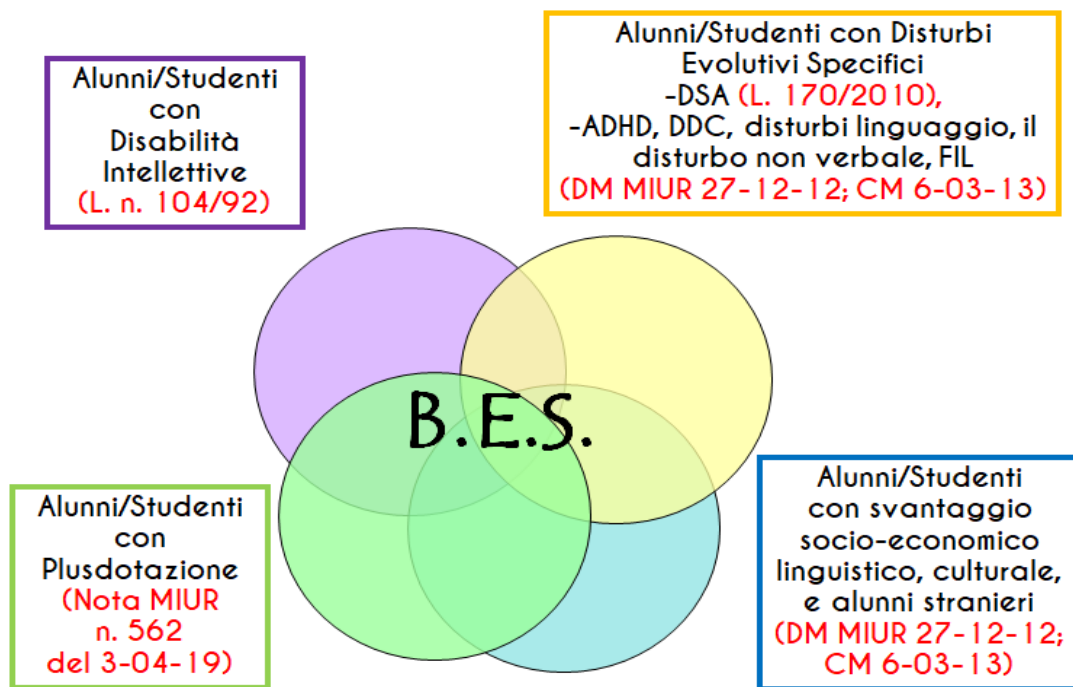 Alunni/Studenti
con
Disabilità
Intellettive
(L. n. 104/92)
Alunni/Studenti con Disturbi
Evolutivi Specifici
-DSA (L. 170/2010),
-ADHD, DDC, disturbi linguaggio, il
disturbo non verbale, FIL
(DM MIUR 27-12-12; CM 6-03-13)
B.E.S.
Alunni/Studenti
con
Plusdotazione
(Nota MIUR
n. 562
del 3-04-19)
Alunni/Studenti
con svantaggio
socio-economico
linguistico, culturale,
e alunni stranieri
(DM MIUR 27-12-12;
CM 6-03-13)